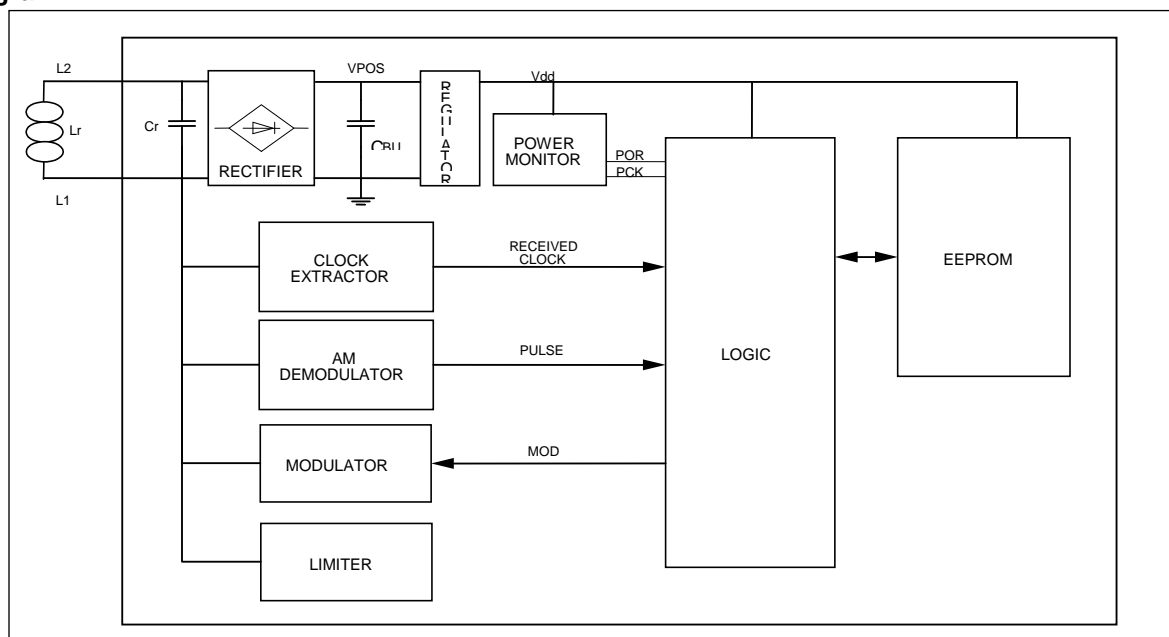 L2
VPOS
Vdd
REGULATOR
Lr
Cr
RECTIFIER
POWER
MONITOR
POR
PCK
L1
CLOCK
EXTRACTOR
RECEIVED
CLOCK
EEPROM
LOGIC
AM
DEMODULATOR
PULSE
MODULATOR
MOD
LIMITER